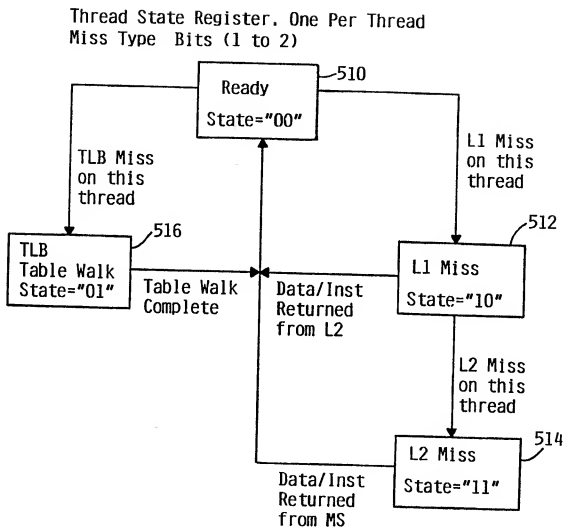 Thread State Register. One Per Thread
Miss Type Bits (1 to 2)
510
Ready
State="00"
TLB Miss
on this
thread
L1 Miss
on this
thread
516
512
TLB
Table Walk
State="01"
Table Walk
Complete
Data/Inst
Returned
from L2
L1 Miss
State="10"
L2 Miss
on this
thread
514
L2 Miss
State="11"
Data/Inst
Returned
from MS